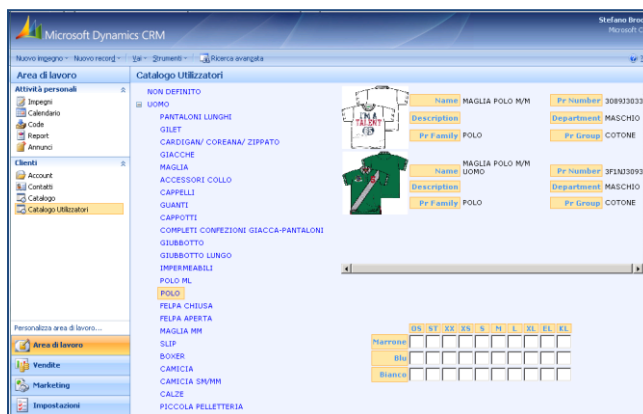 Microsoft Dynamics CRM
Stefano Broc
Microsoft C
Nuovo impegno
Nuovo record
Vai
Strumenti
Ricerca avanzata
Area di lavoro
Catalogo Utilizzatori
Attività personali
Impegni
Calendario
Code
Report
Annunci
Clienti
Account
Contatti
Catalogo
Catalogo Utilizzatori
Personalizza area di lavoro...
Area di lavoro
Vendite
Marketing
Impostazioni
NON DEFINITO
UOMO
PANTALONI LUNGHI
GILET
CARDIGAN/ COREANA/ ZIPPATO
GIACCHE
MAGLIA
ACCESSORI COLLO
CAPPELLI
GUANTI
CAPPOTTI
COMPLETI CONFEZIONI GIACCA-PANTALONI
GIUBBOTTO
GIUBBOTTO LUNGO
IMPERMEABILI
POLO ML
POLO
FELPA CHIUSA
FELPA APERTA
MAGLIA MM
SLIP
BOXER
CAMICIA
CAMICIA SM/MM
CALZE
PICCOLA PELLETTERIA
I'M A
TALENT
Name MAGLIA POLO M/M Pr Number 3089J3033
Description Department MASCHIO
Pr Family POLO Pr Group COTONE
Name MAGLIA POLO M/M UOMO Pr Number 3F1NJ3093
Description Department MASCHIO
Pr Family POLO Pr Group COTONE
OS ST XX XS S M L XL EL KL
Marrone
Blu
Bianco